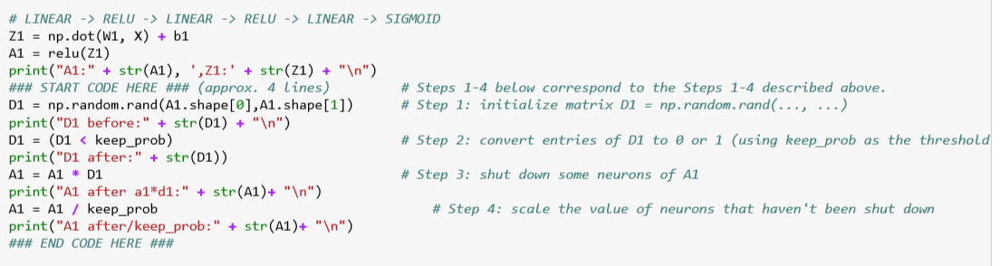 # LINEAR -> RELU -> LINEAR -> RELU -> LINEAR -> SIGMOID
Z1 = np.dot(W1, X) + b1
A1 = relu(Z1)
print("A1:" + str(A1), ',Z1:' + str(Z1) + "\n")
### START CODE HERE ### (approx. 4 lines)         # Steps 1-4 below correspond to the Steps 1-4 described above.
D1 = np.random.rand(A1.shape[0],A1.shape[1])      # Step 1: initialize matrix D1 = np.random.rand(..., ...)
print("D1 before:" + str(D1) + "\n")
D1 = (D1 < keep_prob)                             # Step 2: convert entries of D1 to 0 or 1 (using keep_prob as the threshold
print("D1 after:" + str(D1))
A1 = A1 * D1                                      # Step 3: shut down some neurons of A1
print("A1 after a1*d1:" + str(A1)+ "\n")
A1 = A1 / keep_prob                                   # Step 4: scale the value of neurons that haven't been shut down
print("A1 after/keep_prob:" + str(A1)+ "\n")
### END CODE HERE ###